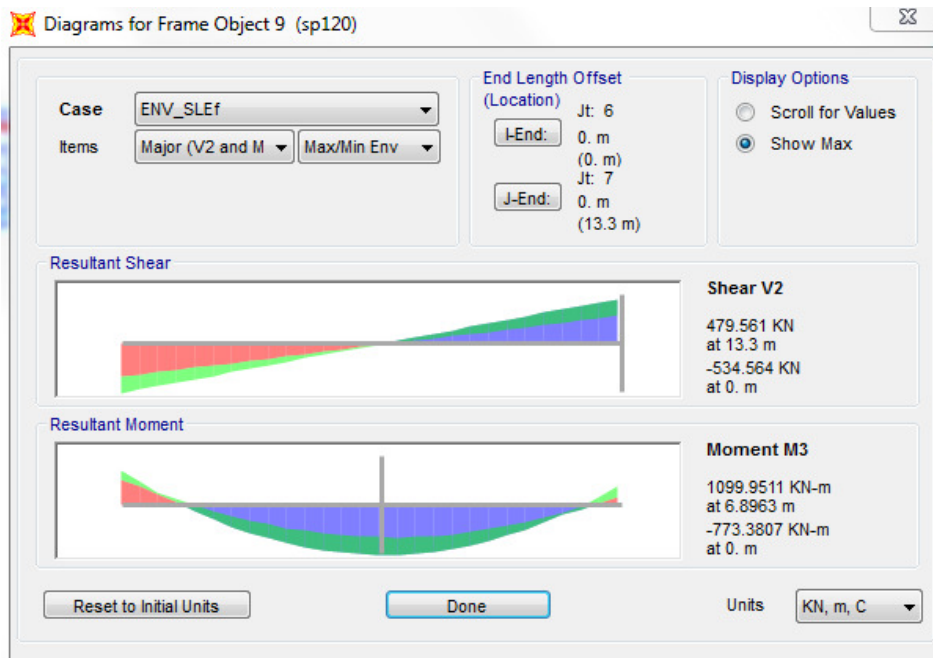 Diagrams for Frame Object 9 (sp120)
Case
ENV_SLEf
Items
Major (V2 and M
Max/Min Env
End Length Offset
(Location)
I-End:
Jt: 6
0. m
(0. m)
J-End:
Jt: 7
0. m
(13.3 m)
Display Options
Scroll for Values
Show Max
Resultant Shear
Shear V2
479.561 KN
at 13.3 m
-534.564 KN
at 0. m
Resultant Moment
Moment M3
1099.9511 KN-m
at 6.8963 m
-773.3807 KN-m
at 0. m
Reset to Initial Units
Done
Units
KN, m, C